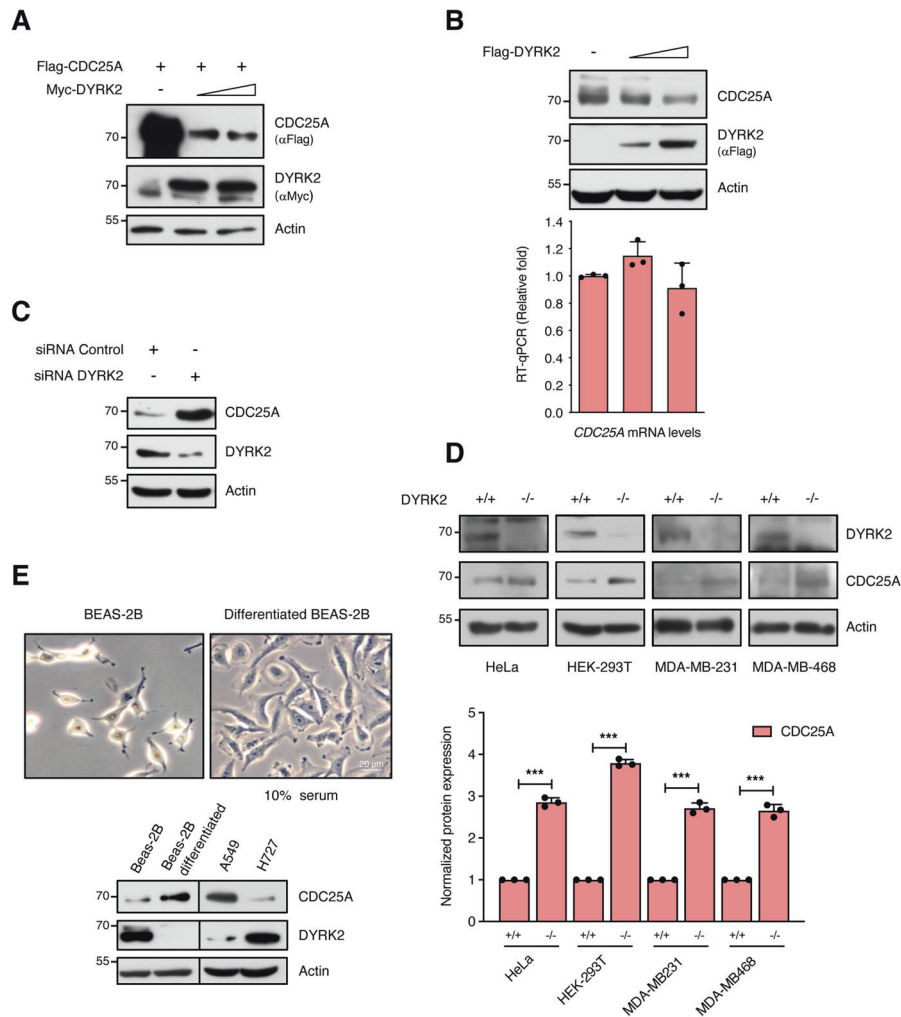 A
Flag-CDC25A + + +
Myc-DYRK2 -
70
CDC25A
(αFlag)
70
DYRK2
(αMyc)
55
Actin
B
Flag-DYRK2 -
70
CDC25A
70
DYRK2
(αFlag)
55
Actin
RT-qPCR (Relative fold)
1.4
1.2
1.0
0.8
0.6
0.4
0.2
0.0
CDC25A mRNA levels
C
siRNA Control + -
siRNA DYRK2 - +
70
CDC25A
70
DYRK2
55
Actin
D
DYRK2 +/+ -/- +/+ -/- +/+ -/- +/+ -/-
70
DYRK2
70
CDC25A
55
Actin
HeLa HEK-293T MDA-MB-231 MDA-MB-468
Normalized protein expression
5
4
3
2
1
0
CDC25A
*** *** *** ***
+/+ -/- +/+ -/- +/+ -/- +/+ -/-
HeLa HEK-293T MDA-MB231 MDA-MB468
E
BEAS-2B Differentiated BEAS-2B
20 µm
10% serum
Beas-2B
Beas-2B
differentiated
A549
H727
70
CDC25A
70
DYRK2
55
Actin